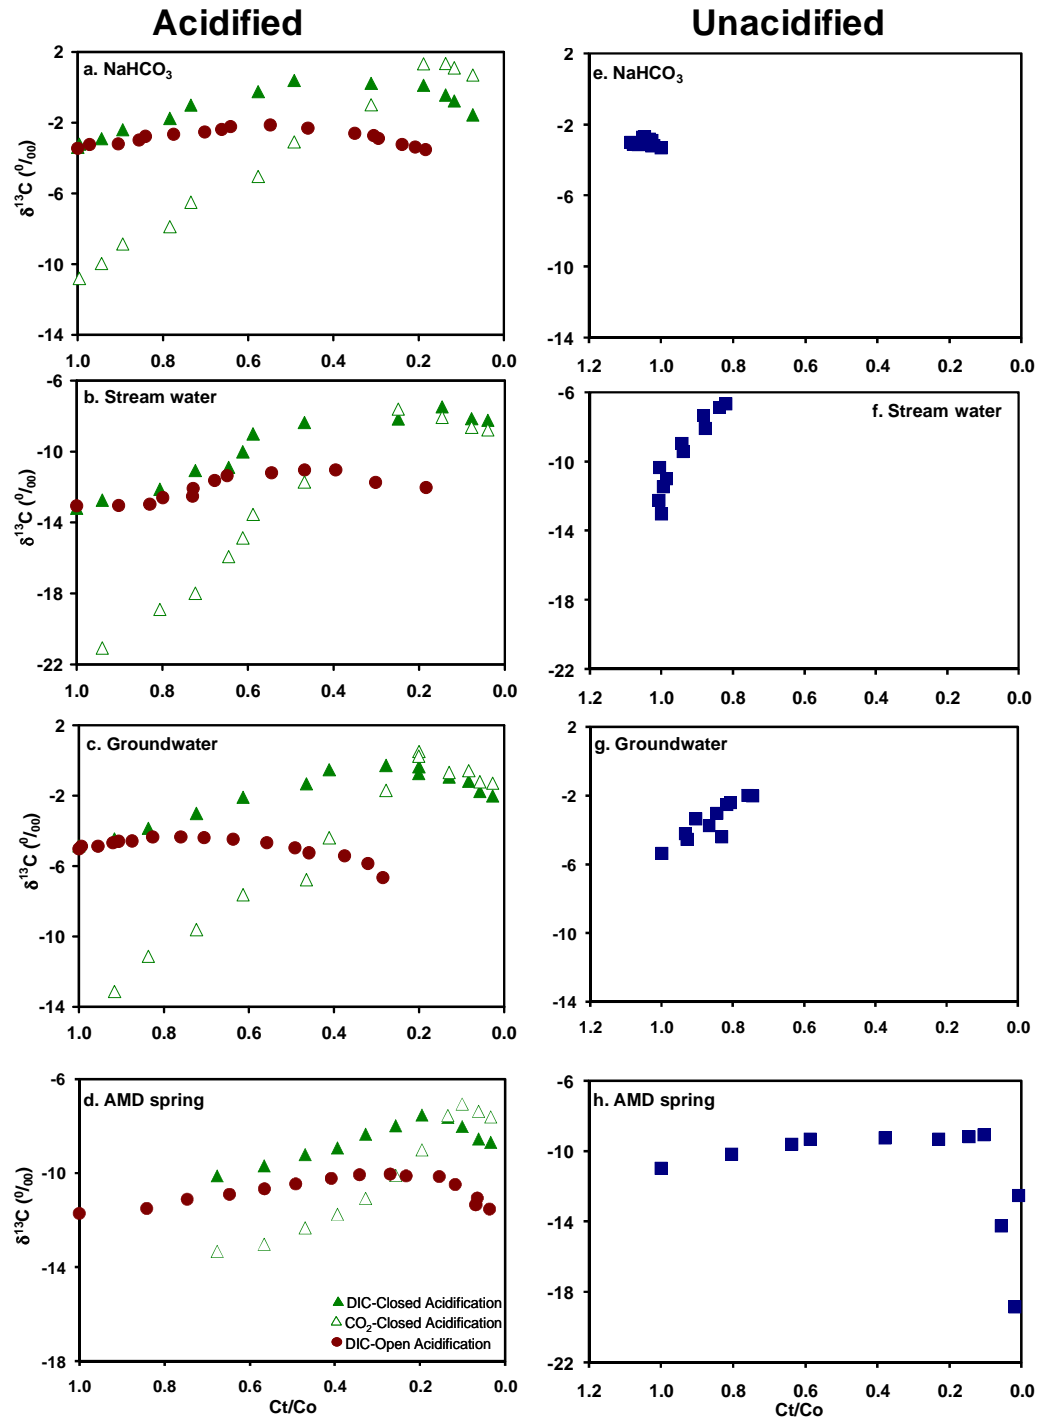 Acidified
Unacidified
a. NaHCO3
2
-2
-6
-10
-14
δ13C (0/00)
1.0 0.8 0.6 0.4 0.2 0.0
e. NaHCO3
2
-2
-6
-10
-14
1.2 1.0 0.8 0.6 0.4 0.2 0.0
b. Stream water
-6
-10
-14
-18
-22
δ13C (0/00)
1.0 0.8 0.6 0.4 0.2 0.0
f. Stream water
-6
-10
-14
-18
-22
1.2 1.0 0.8 0.6 0.4 0.2 0.0
c. Groundwater
2
-2
-6
-10
-14
δ13C (0/00)
1.0 0.8 0.6 0.4 0.2 0.0
g. Groundwater
2
-2
-6
-10
-14
1.2 1.0 0.8 0.6 0.4 0.2 0.0
d. AMD spring
-6
-10
-14
-18
δ13C (0/00)
DIC-Closed Acidification
CO2-Closed Acidification
DIC-Open Acidification
1.0 0.8 0.6 0.4 0.2 0.0
Ct/Co
h. AMD spring
-6
-10
-14
-18
-22
1.2 1.0 0.8 0.6 0.4 0.2 0.0
Ct/Co